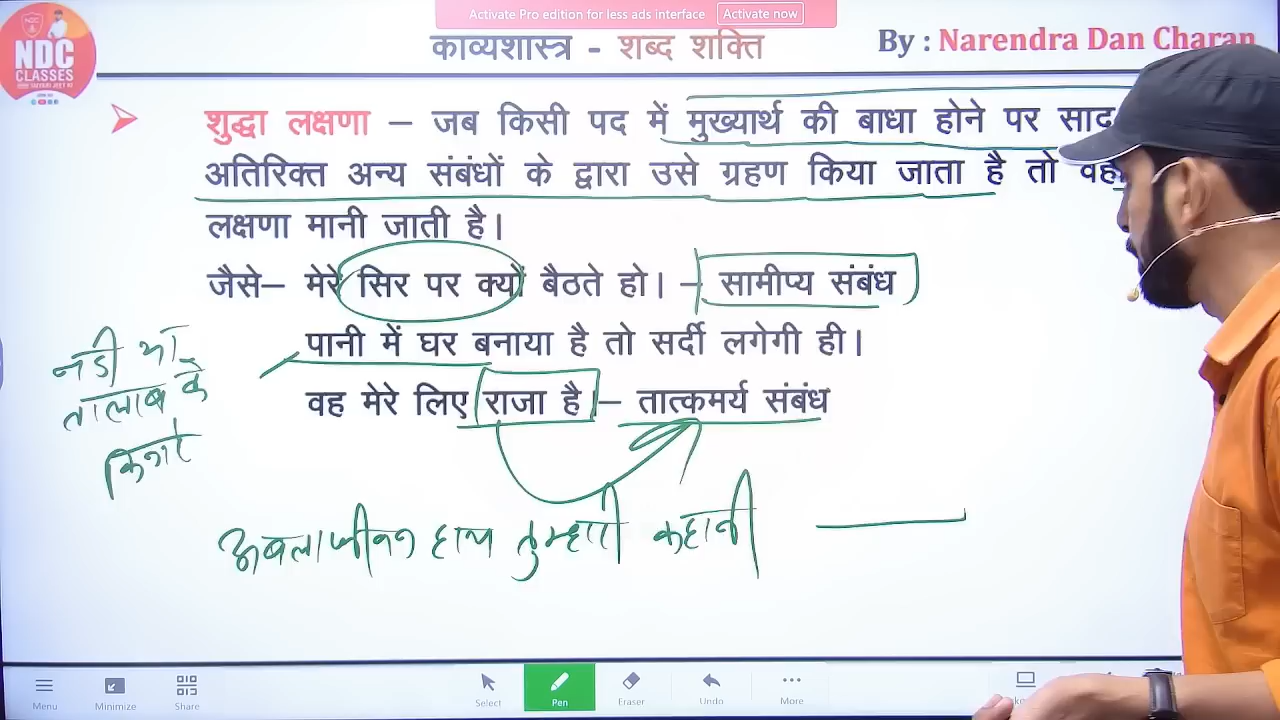 Activate Pro edition for less ads interface Activate now
NDC
CLASSES
काव्यशास्त्र - शब्द शक्ति
By : Narendra Dan Charan
शुद्धा लक्षणा – जब किसी पद में मुख्यार्थ की बाधा होने पर
अतिरिक्त अन्य संबंधों के द्वारा उसे ग्रहण किया जाता है तो
लक्षणा मानी जाती है।
जैसे– मेरे सिर पर क्यों बैठते हो। – सामीप्य संबंध
पानी में घर बनाया है तो सर्दी लगेगी ही।
वह मेरे लिए राजा है।– तात्कमर्य संबंध
नदी या
तालाब के
किनारे
अबला जीवन हाय तुम्हारी कहानी
Menu Minimize Share Select Pen Eraser Undo More